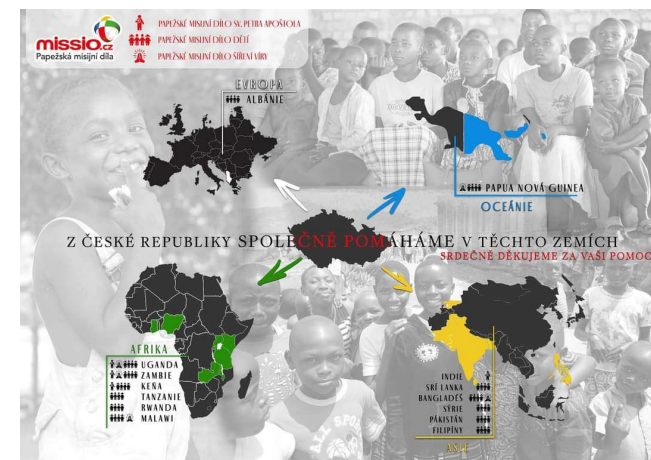 missio.cz
Papežská misijní díla
PAPEŽSKÉ MISIJNÍ DÍLO SV. PETRA APOŠTOLA
PAPEŽSKÉ MISIJNÍ DÍLO DĚTÍ
PAPEŽSKÉ MISIJNÍ DÍLO ŠÍŘENÍ VÍRY
EVROPA
ALBÁNIE
PAPUA NOVÁ GUINEA
OCEÁNIE
Z ČESKÉ REPUBLIKY SPOLEČNĚ POMÁHÁME V TĚCHTO ZEMÍCH
SRDEČNĚ DĚKUJEME ZA VAŠI POMOC
AFRIKA
UGANDA
ZAMBIE
KEŇA
TANZANIE
RWANDA
MALAWI
INDIE
SRÍ LANKA
BANGLADÉŠ
SÝRIE
PÁKISTÁN
FILIPÍNY
ASIE